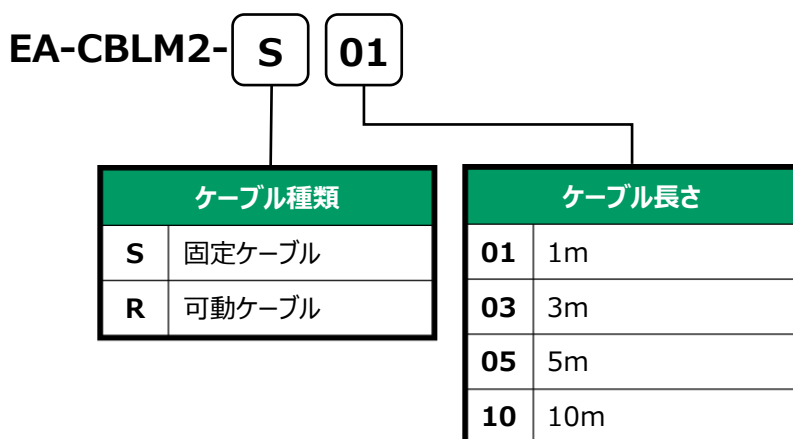 EA-CBLM2- S 01
ケーブル種類
S 固定ケーブル
R 可動ケーブル
ケーブル長さ
01 1m
03 3m
05 5m
10 10m